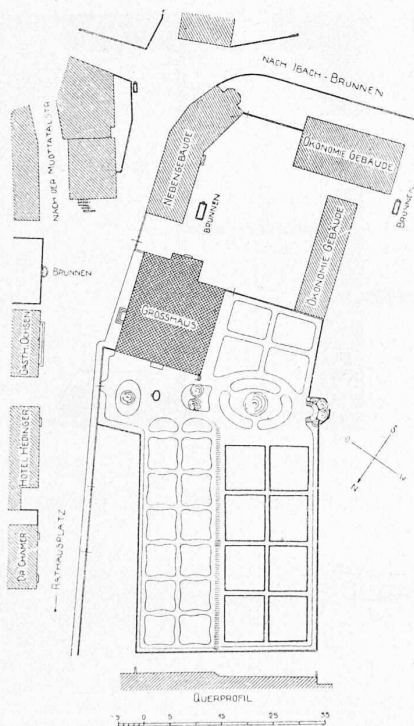 NACH IBACH - BRUNNEN
NACH DER MUOTTATALSTR.
NEBENGEBÄUDE
ÖKONOMIE GEBÄUDE
BRUNNEN
BRUNNEN
ÖKONOMIE GEBÄUDE
BRUNNEN
GROSSHAUS
GASTH. OCHSEN
HOTEL HEDINGER
S
O
W
N
DR CHAMER
RATHAUSPLATZ
QUERPROFIL
5 0 5 15 25 35